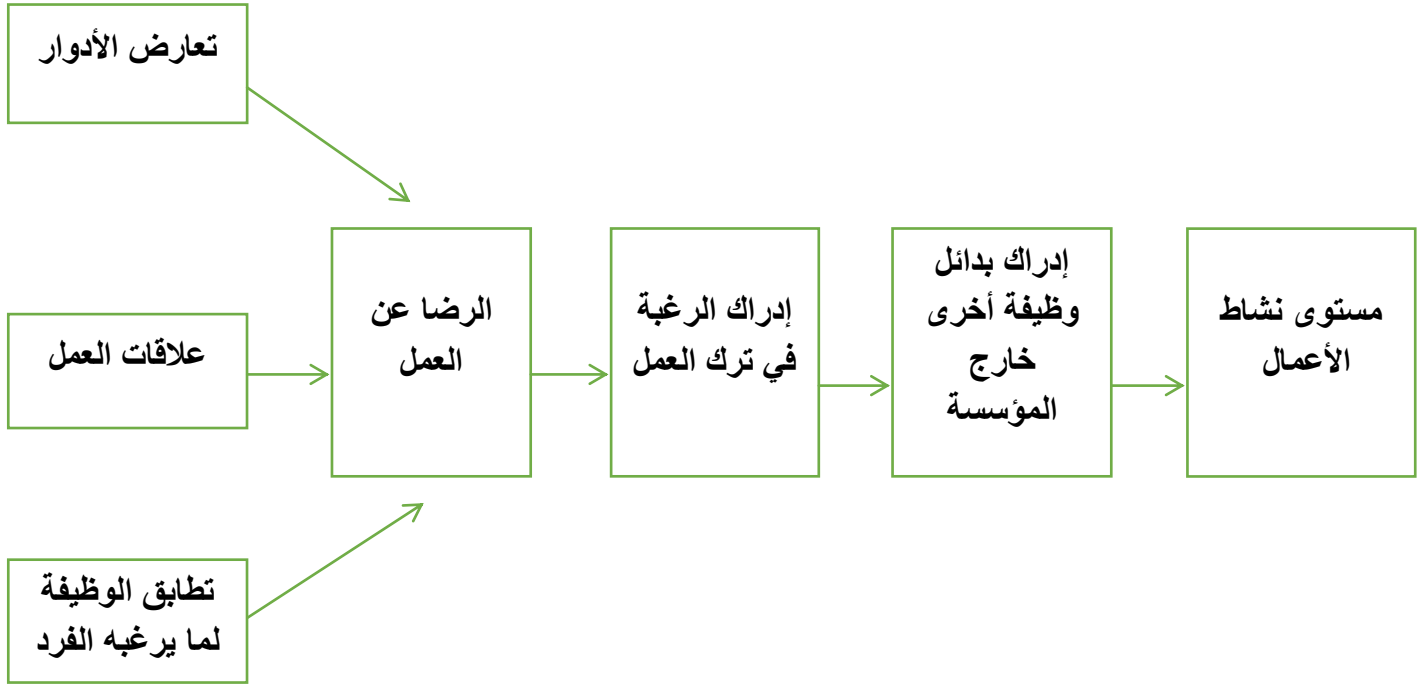 تعارض الأدوار
علاقات العمل
تطابق الوظيفة
لما يرغبه الفرد
الرضا عن
العمل
إدراك الرغبة
في ترك العمل
إدراك بدائل
وظيفة أخرى
خارج
المؤسسة
مستوى نشاط
الأعمال